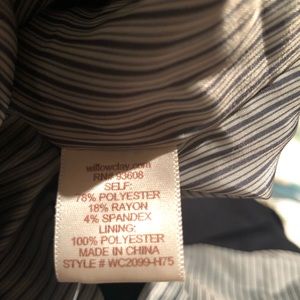 willowclay.com
RN# 93608
SELF:
78% POLYESTER
18% RAYON
4% SPANDEX
LINING:
100% POLYESTER
MADE IN CHINA
STYLE # WC2099-H75